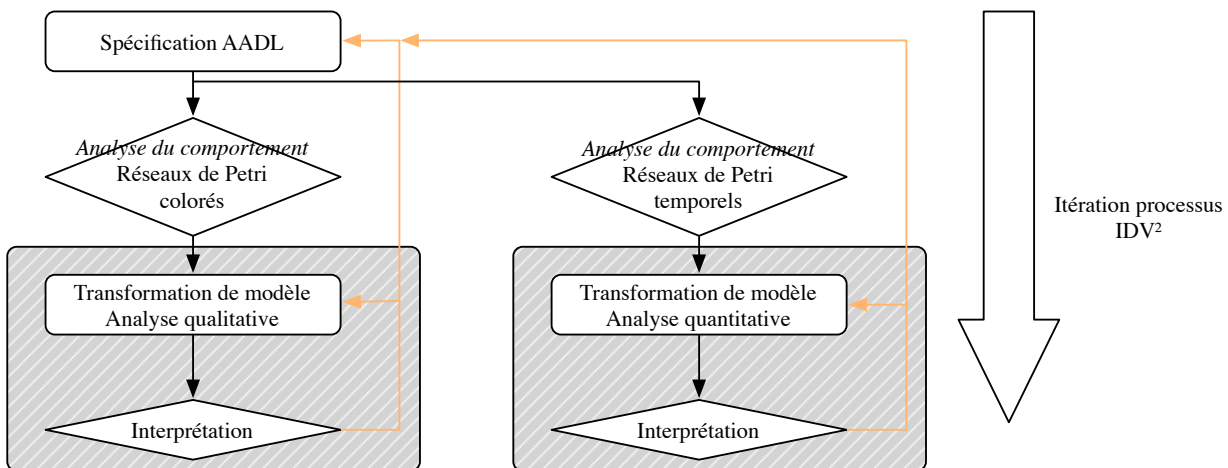 Spécification AADL
Analyse du comportement
Réseaux de Petri
colorés
Analyse du comportement
Réseaux de Petri
temporels
Itération processus
IDV²
Transformation de modèle
Analyse qualitative
Transformation de modèle
Analyse quantitative
Interprétation
Interprétation